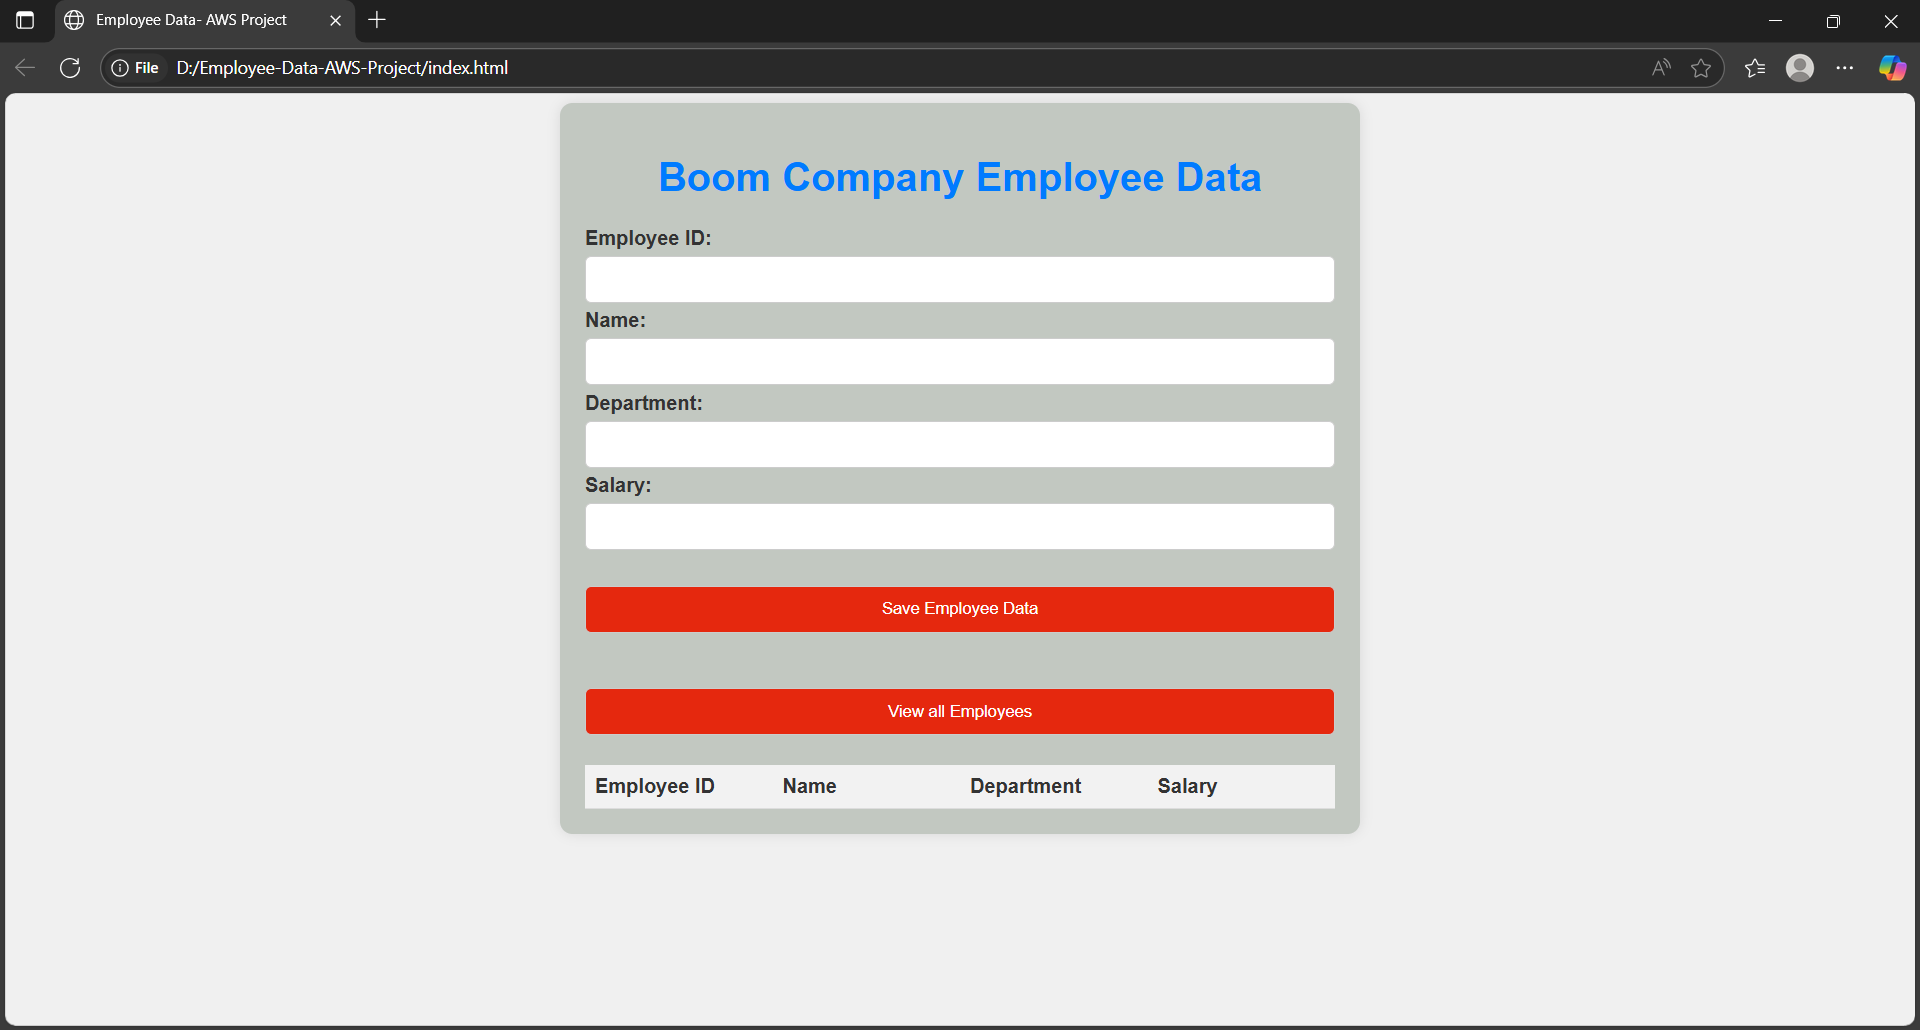 Employee Data- AWS Project
File D:/Employee-Data-AWS-Project/index.html
Boom Company Employee Data
Employee ID:
Name:
Department:
Salary:
Save Employee Data
View all Employees
Employee ID Name Department Salary